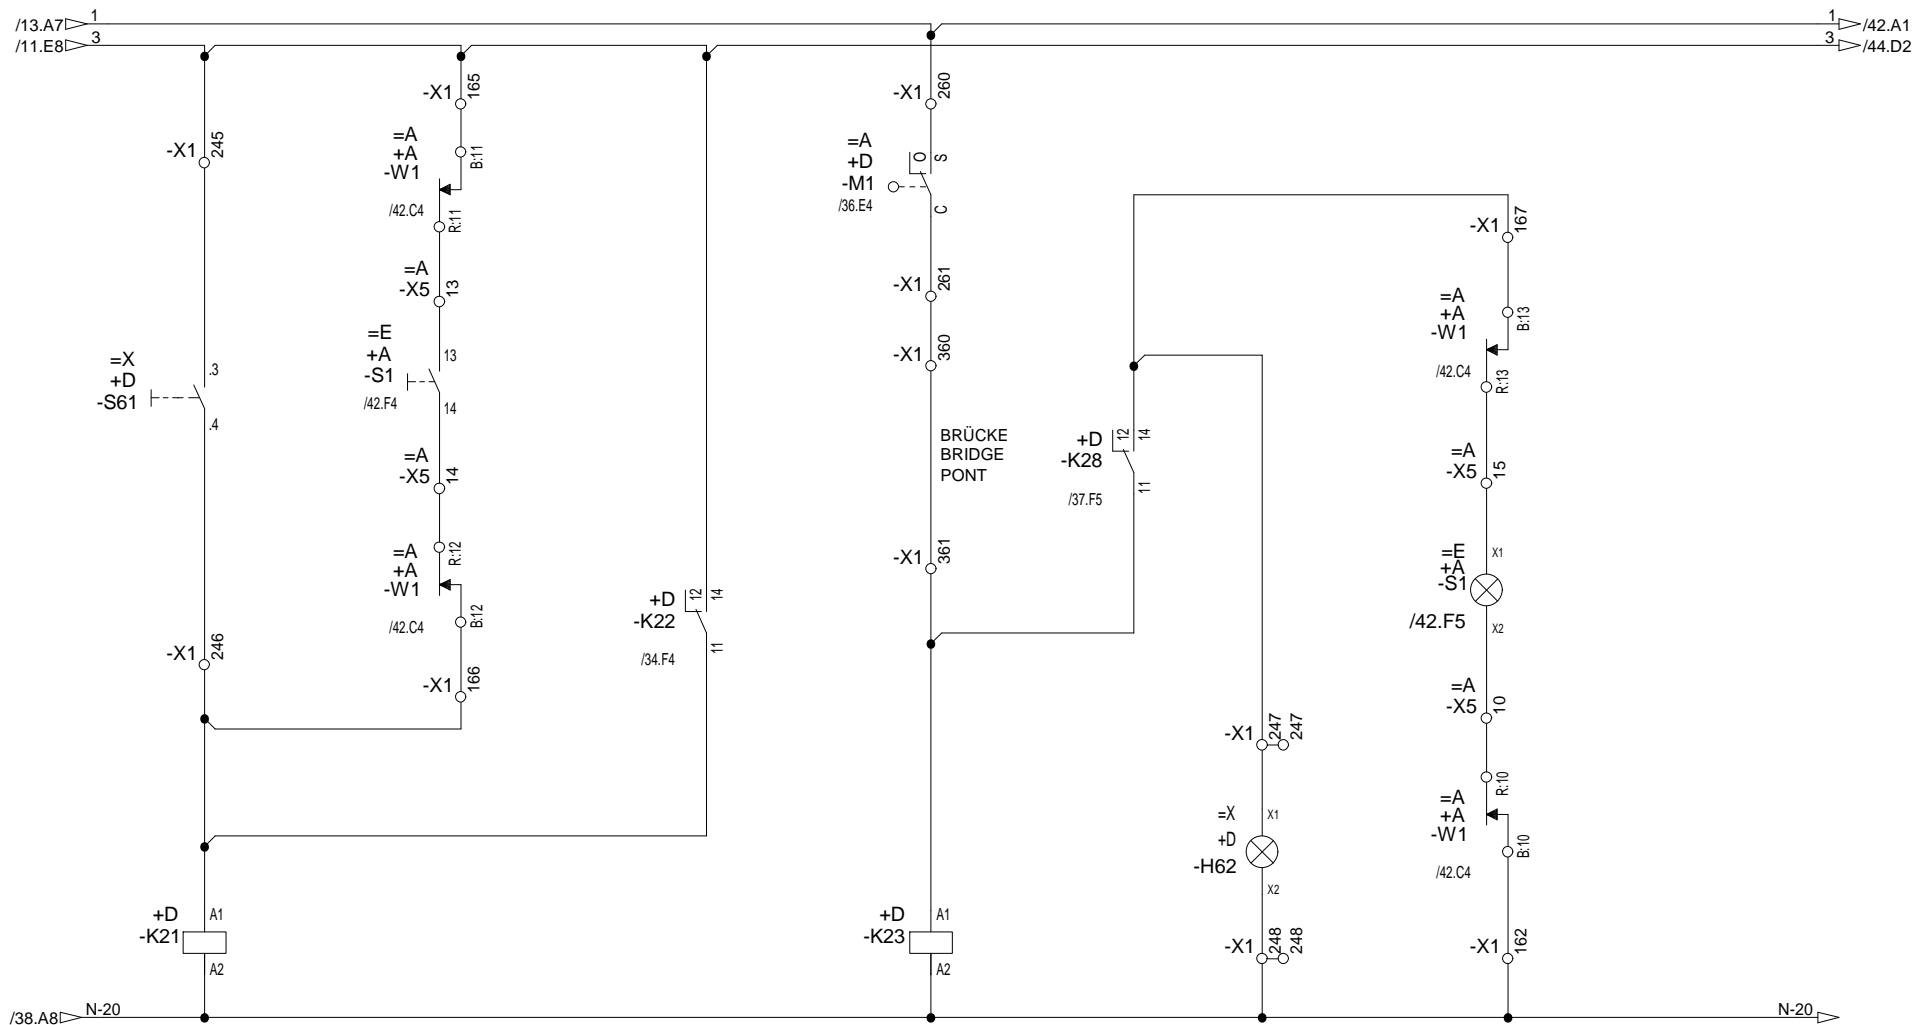 /13.A7 1
1 /42.A1
/11.E8 3
3 /44.D2
-X1 245
=X
+D
-S61
.3
.4
-X1 246
+D
-K21
A1
A2
-X1 165
=A
+A
-W1
B:11
/42.C4
R:11
=A
-X5 13
=E
+A
-S1
13
/42.F4
14
=A
-X5 14
R:12
=A
+A
-W1
/42.C4
B:12
-X1 166
+D
-K22
12 14
/34.F4
11
-X1 260
=A
+D
-M1
O S
/36.E4
C
-X1 261
-X1 360
BRÜCKE
BRIDGE
PONT
-X1 361
+D
-K23
A1
A2
+D
-K28
12 14
/37.F5
11
-X1 247 247
=X
+D
-H62
X1
X2
-X1 248 248
-X1 167
=A
+A
-W1
B:13
/42.C4
R:13
=A
-X5 15
=E
+A
-S1
X1
/42.F5
X2
=A
-X5 10
R:10
=A
+A
-W1
B:10
/42.C4
-X1 162
/38.A8 N-20
N-20